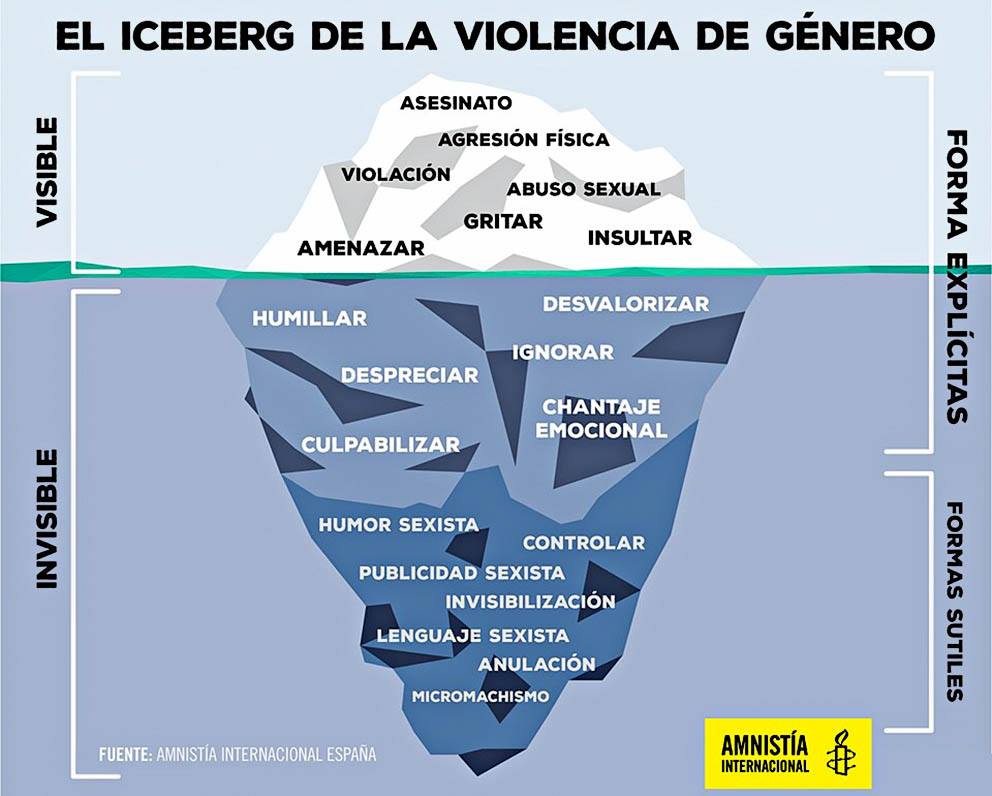 EL ICEBERG DE LA VIOLENCIA DE GÉNERO
VISIBLE
ASESINATO
AGRESIÓN FÍSICA
VIOLACIÓN
ABUSO SEXUAL
GRITAR
INSULTAR
AMENAZAR
FORMA EXPLÍCITAS
INVISIBLE
DESVALORIZAR
HUMILLAR
IGNORAR
DESPRECIAR
CHANTAJE
EMOCIONAL
CULPABILIZAR
FORMAS SUTILES
HUMOR SEXISTA
CONTROLAR
PUBLICIDAD SEXISTA
INVISIBILIZACIÓN
LENGUAJE SEXISTA
ANULACIÓN
MICROMACHISMO
FUENTE: AMNISTÍA INTERNACIONAL ESPAÑA
AMNISTÍA
INTERNACIONAL